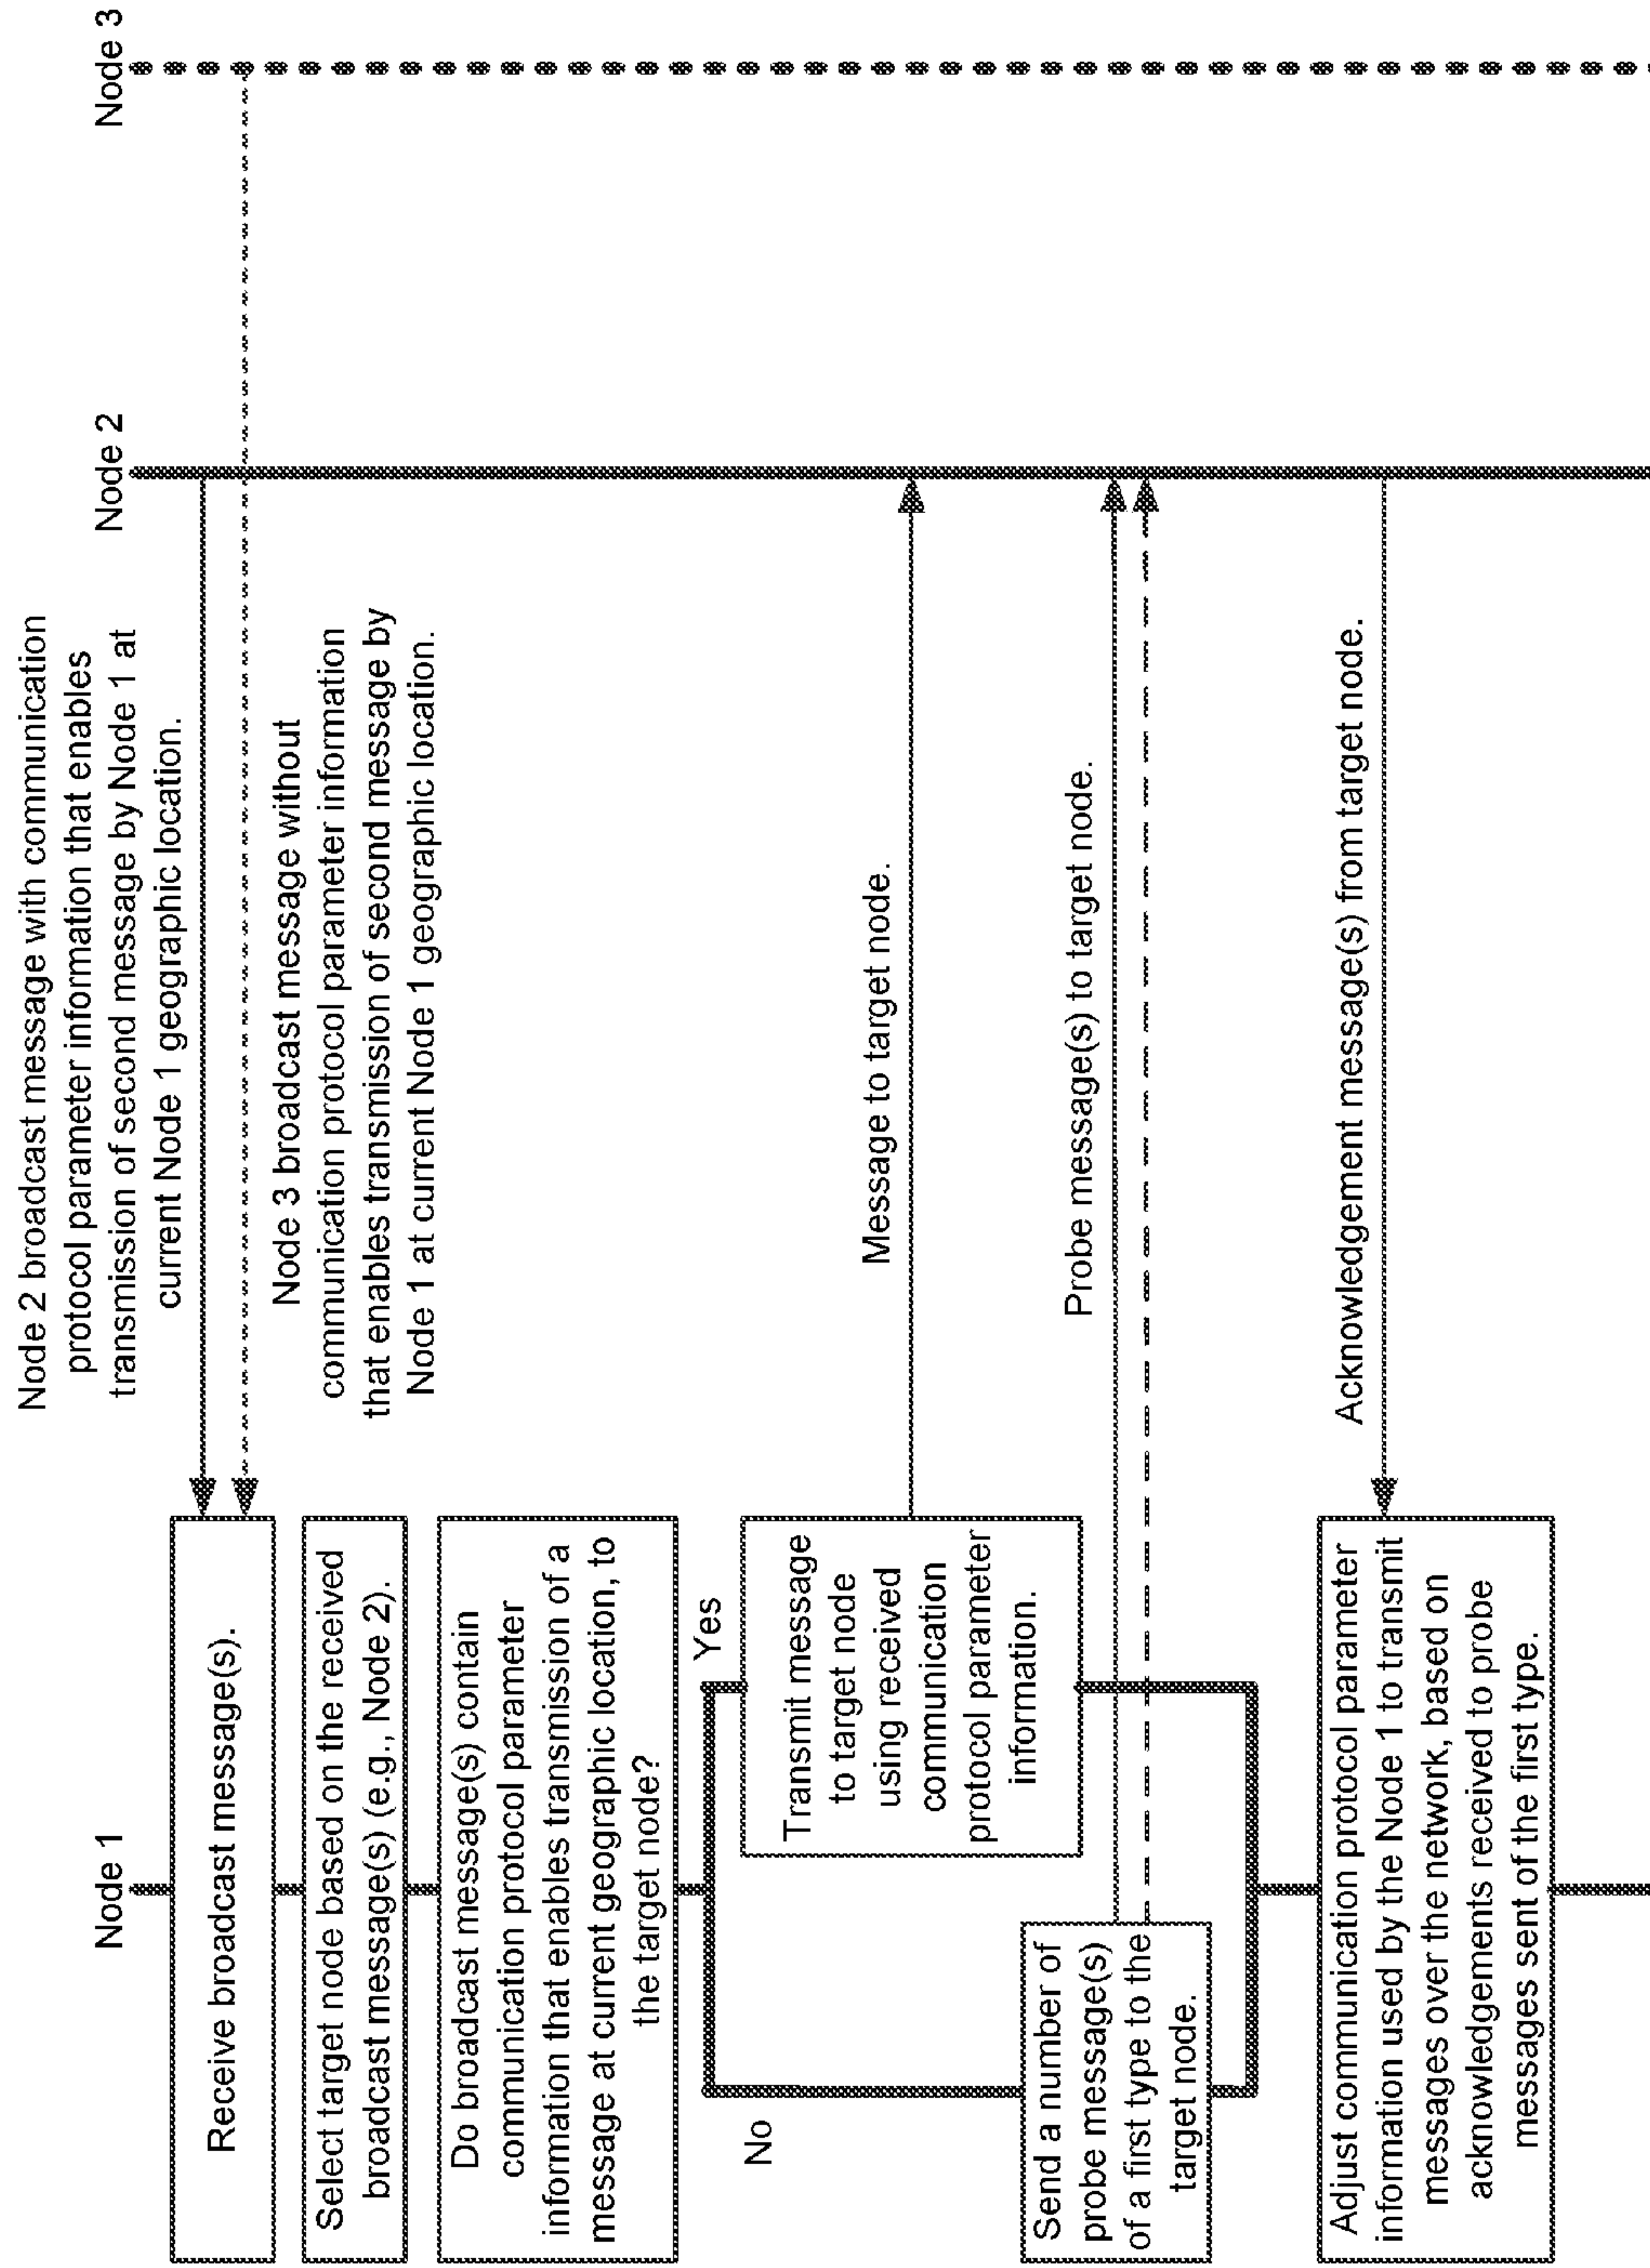 Node 1
Node 2
Node 3
Node 2 broadcast message with communication
protocol parameter information that enables
transmission of second message by Node 1 at
current Node 1 geographic location.
Receive broadcast message(s).
Node 3 broadcast message without
communication protocol parameter information
that enables transmission of second message by
Node 1 at current Node 1 geographic location.
Select target node based on the received
broadcast message(s) (e.g., Node 2).
Do broadcast message(s) contain
communication protocol parameter
information that enables transmission of a
message at current geographic location, to
the target node?
No
Yes
Transmit message
to target node
using received
communication
protocol parameter
information.
Message to target node.
Send a number of
probe message(s)
of a first type to the
target node.
Probe message(s) to target node.
Adjust communication protocol parameter
information used by the Node 1 to transmit
messages over the network, based on
acknowledgements received to probe
messages sent of the first type.
Acknowledgement message(s) from target node.